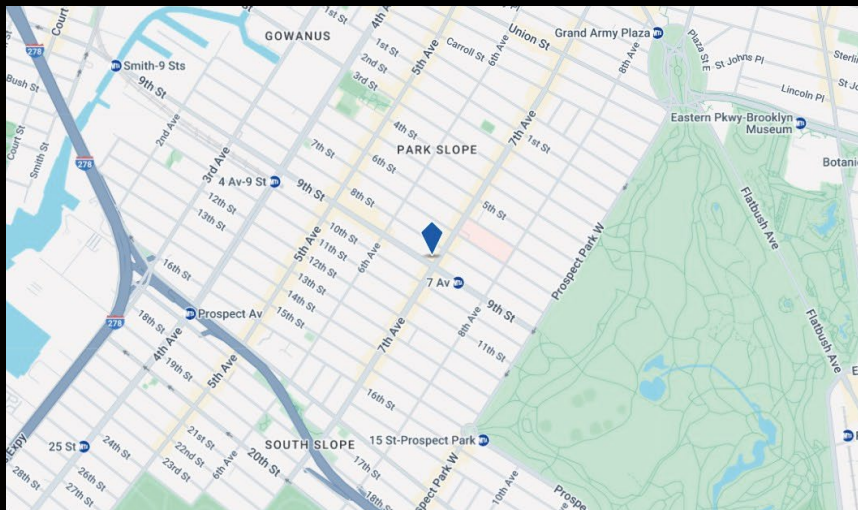 Court
1st St
4th Ave
GOWANUS
5th Ave
Union St
Grand Army Plaza
Plaza St E
278
Smith-9 Sts
1st St
2nd St
3rd St
Carroll St
6th Ave
8th Ave
St Johns Pl
Sterling
Bush St
9th St
Lincoln Pl
St Jo
Court St
Smith St
2nd Ave
7th St
4th St
PARK SLOPE
7th Ave
1st St
Eastern Pkwy-Brooklyn
Museum
278
3rd Ave
6th St
Botanic
4 Av-9 St
9th St
8th St
12th St
13th St
5th St
Flatbush Ave
5th Ave
10th St
11th St
12th St
13th St
14th St
15th St
6th Ave
16th St
7 Av
Prospect Park W
9th St
278
18th St
Prospect Av
4th Ave
19th St
5th Ave
7th Ave
8th Ave
11th St
Flatbush Ave
E
16th St
SOUTH SLOPE
15 St-Prospect Park
Expy
25 St
24th St
26th St
27th St
28th St
21st St
22nd St
23rd St
6th Ave
20th St
17th St
18th St
pect Park W
10th Ave
Prospe